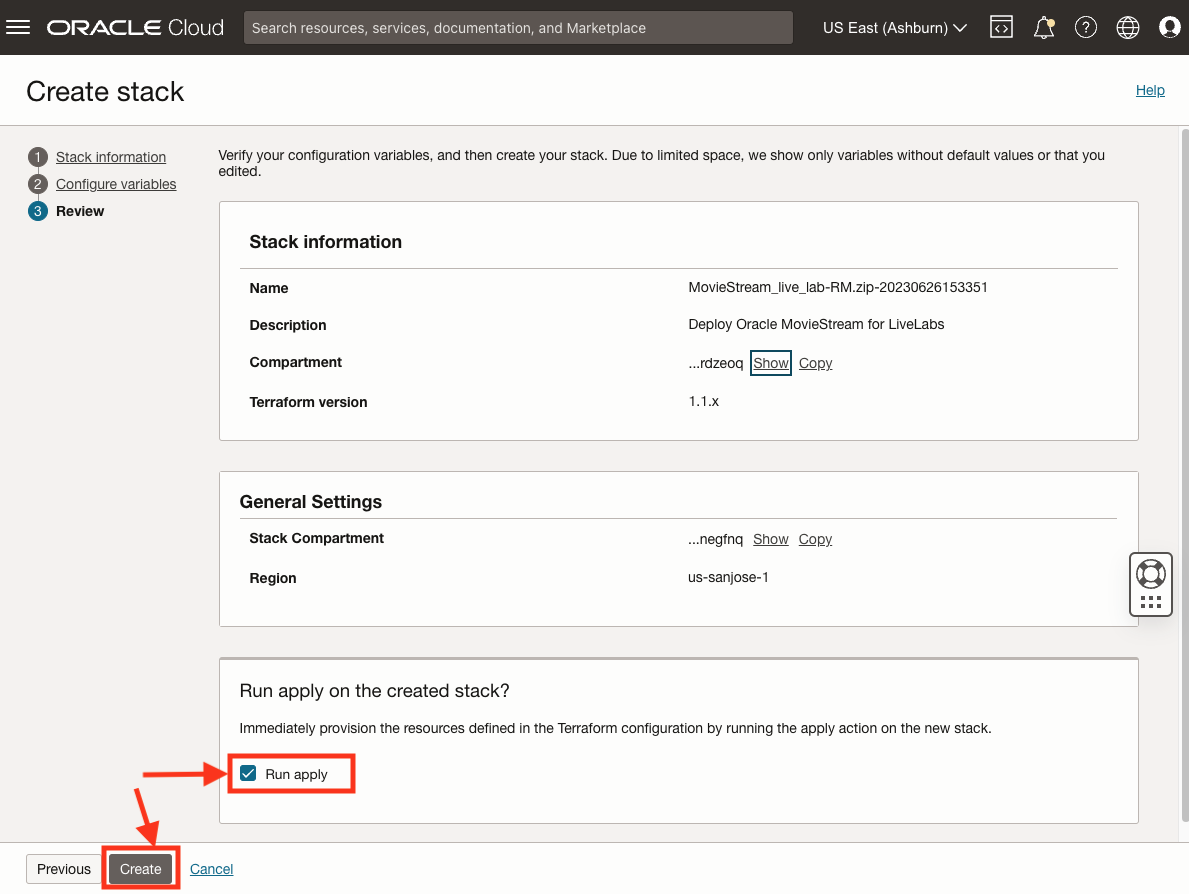 ORACLE Cloud
Search resources, services, documentation, and Marketplace
US East (Ashburn)
Create stack
Help
1 Stack information
2 Configure variables
3 Review
Verify your configuration variables, and then create your stack. Due to limited space, we show only variables without default values or that you
edited.
Stack information
Name MovieStream_live_lab-RM.zip-20230626153351
Description Deploy Oracle MovieStream for LiveLabs
Compartment ...rdzeoq Show Copy
Terraform version 1.1.x
General Settings
Stack Compartment ...negfnq Show Copy
Region us-sanjose-1
Run apply on the created stack?
Immediately provision the resources defined in the Terraform configuration by running the apply action on the new stack.
Run apply
Previous Create Cancel